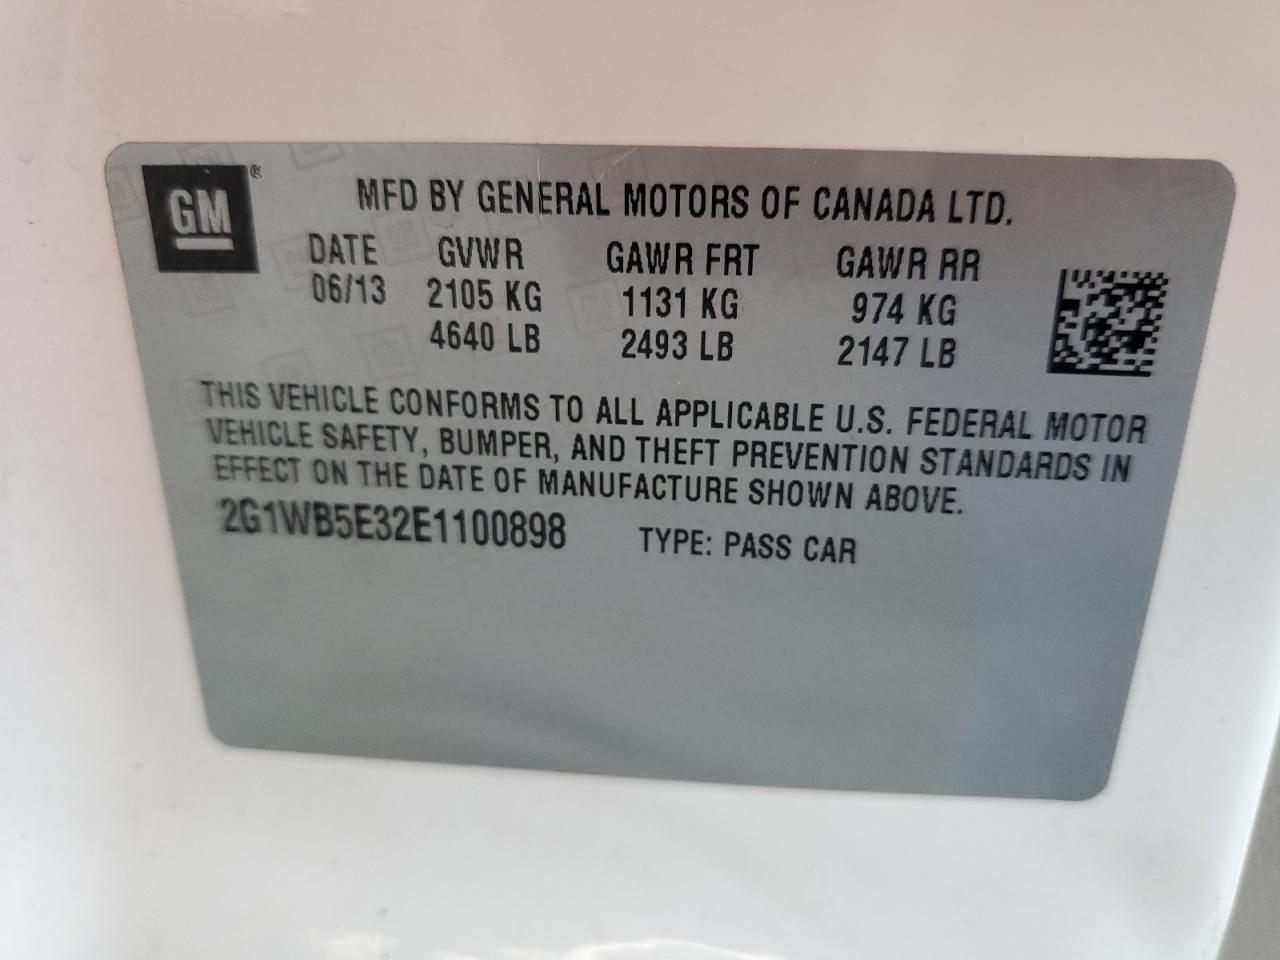 GM®
MFD BY GENERAL MOTORS OF CANADA LTD.
DATE GVWR GAWR FRT GAWR RR
06/13 2105 KG 1131 KG 974 KG
4640 LB 2493 LB 2147 LB
THIS VEHICLE CONFORMS TO ALL APPLICABLE U.S. FEDERAL MOTOR
VEHICLE SAFETY, BUMPER, AND THEFT PREVENTION STANDARDS IN
EFFECT ON THE DATE OF MANUFACTURE SHOWN ABOVE.
2G1WB5E32E1100898 TYPE: PASS CAR